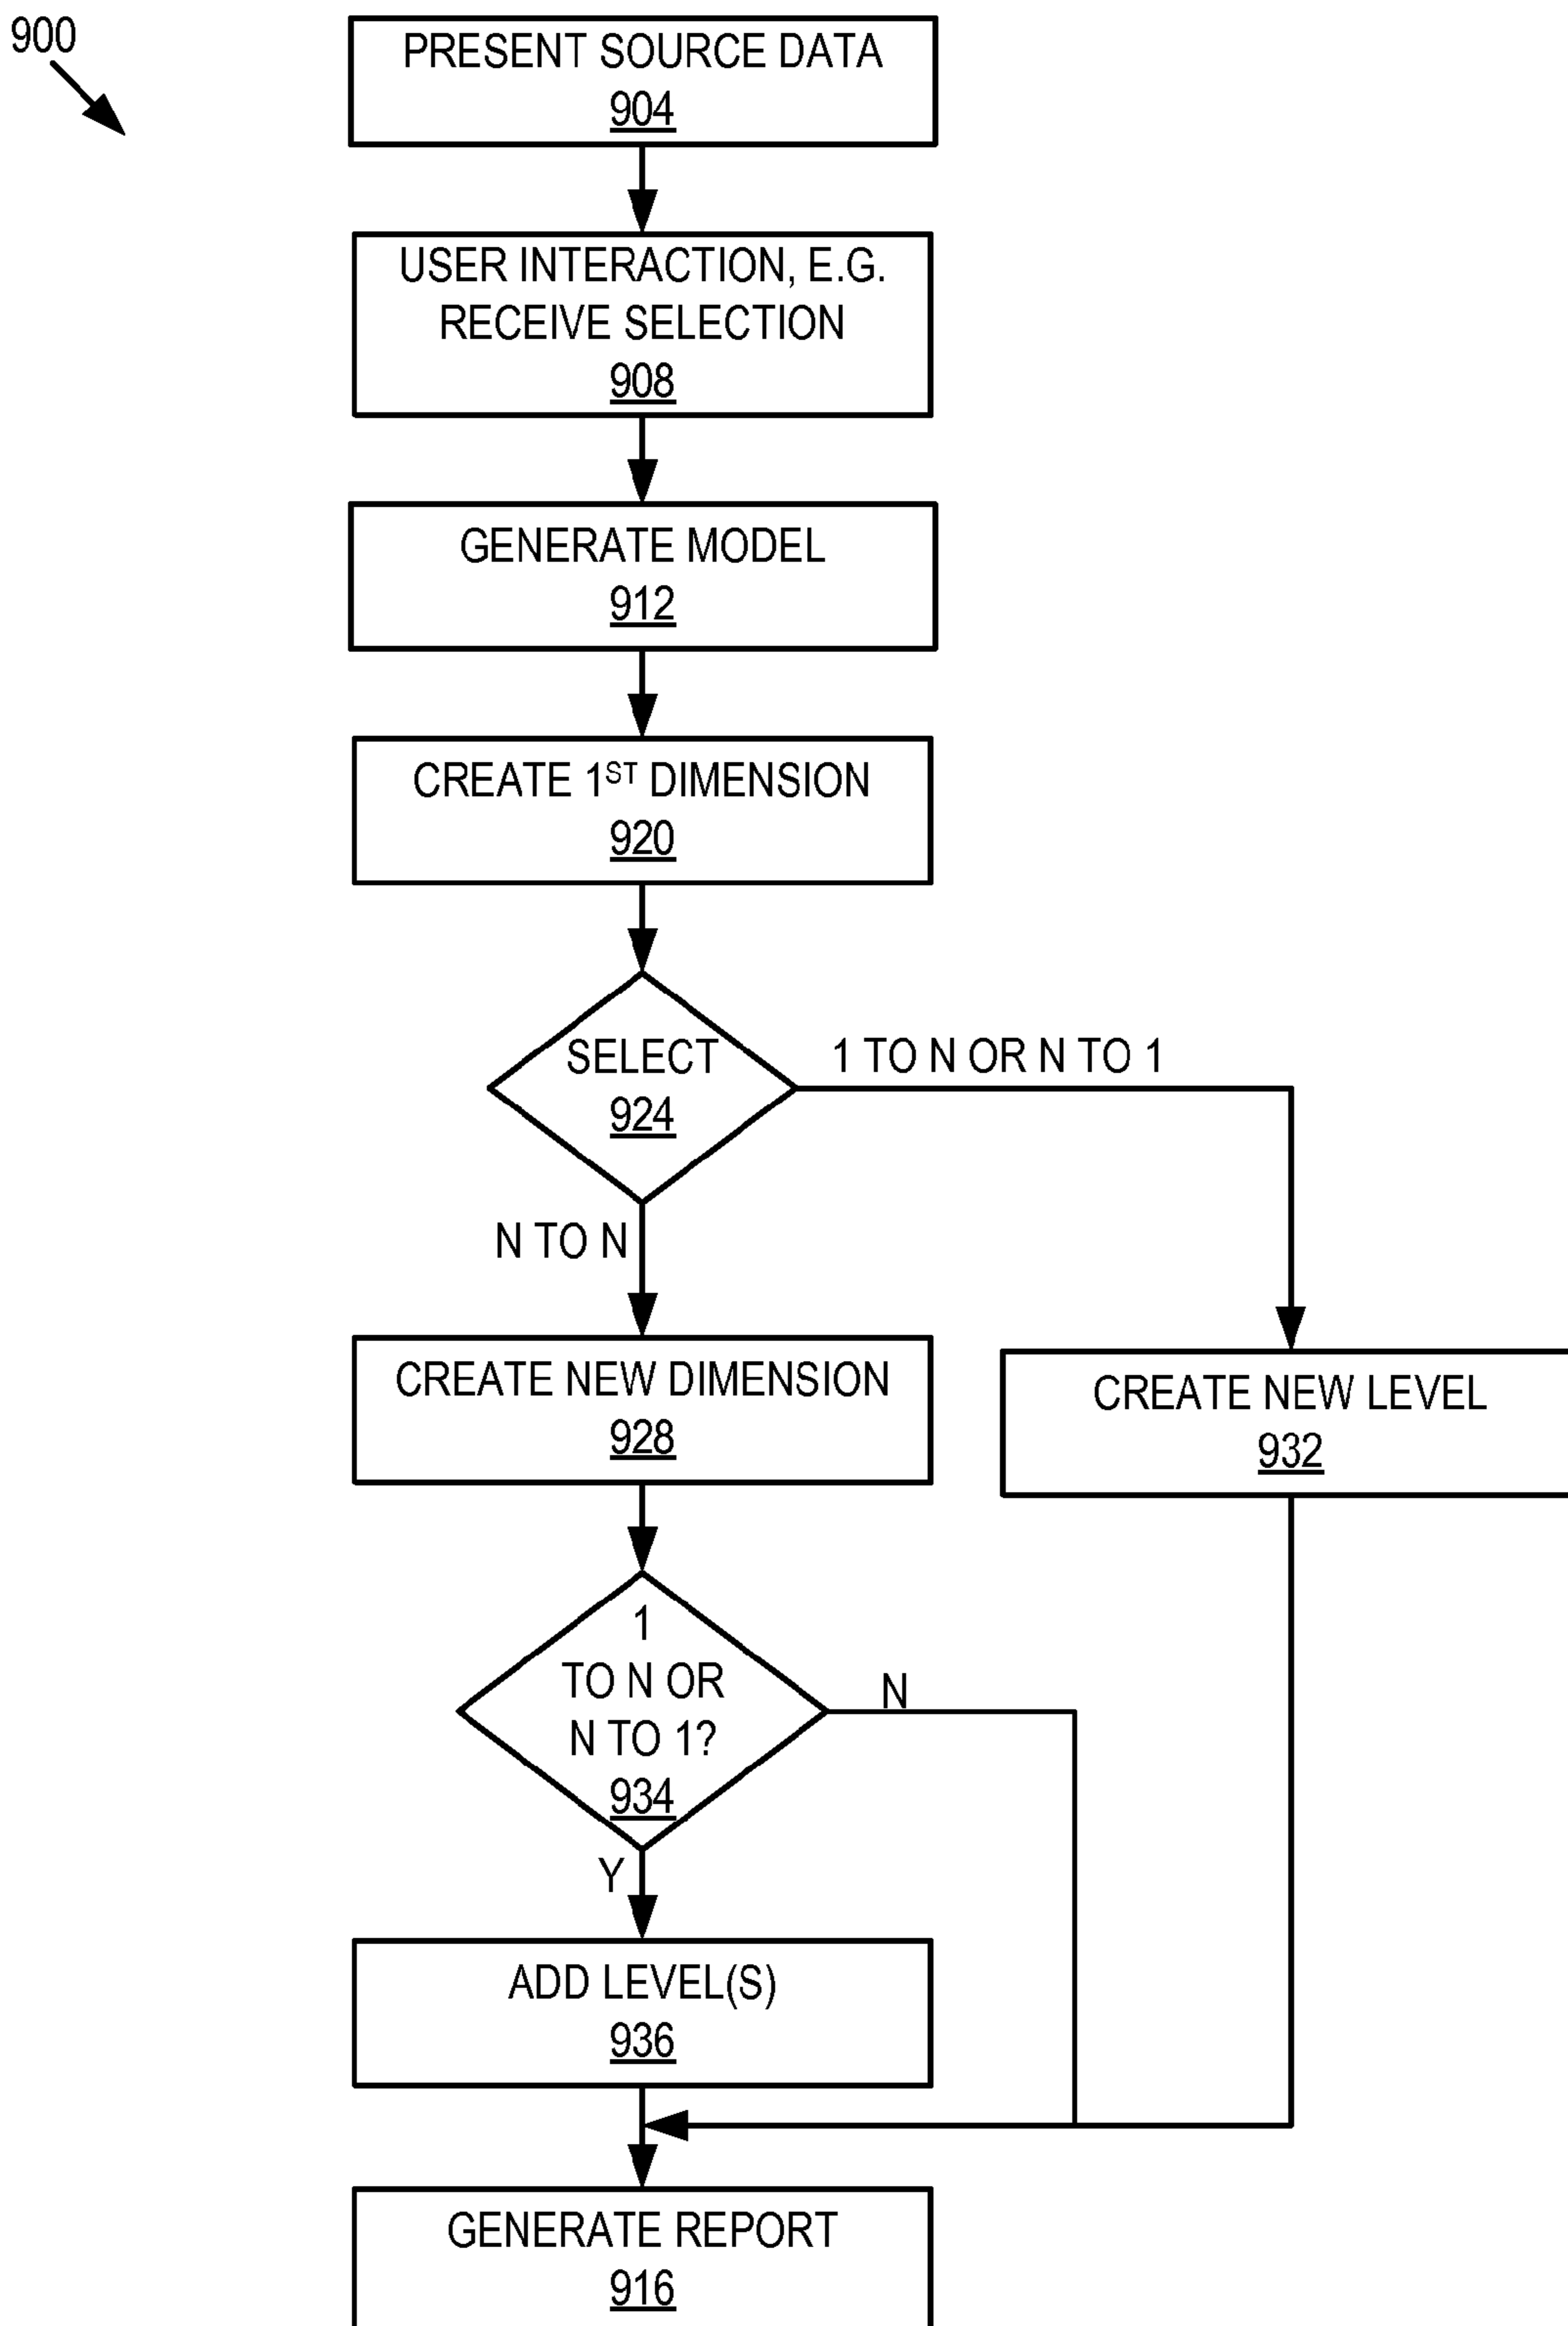 900
PRESENT SOURCE DATA
904
USER INTERACTION, E.G.
RECEIVE SELECTION
908
GENERATE MODEL
912
CREATE 1ST DIMENSION
920
SELECT
924
1 TO N OR N TO 1
N TO N
CREATE NEW DIMENSION
928
CREATE NEW LEVEL
932
1
TO N OR
N TO 1?
934
N
Y
ADD LEVEL(S)
936
GENERATE REPORT
916